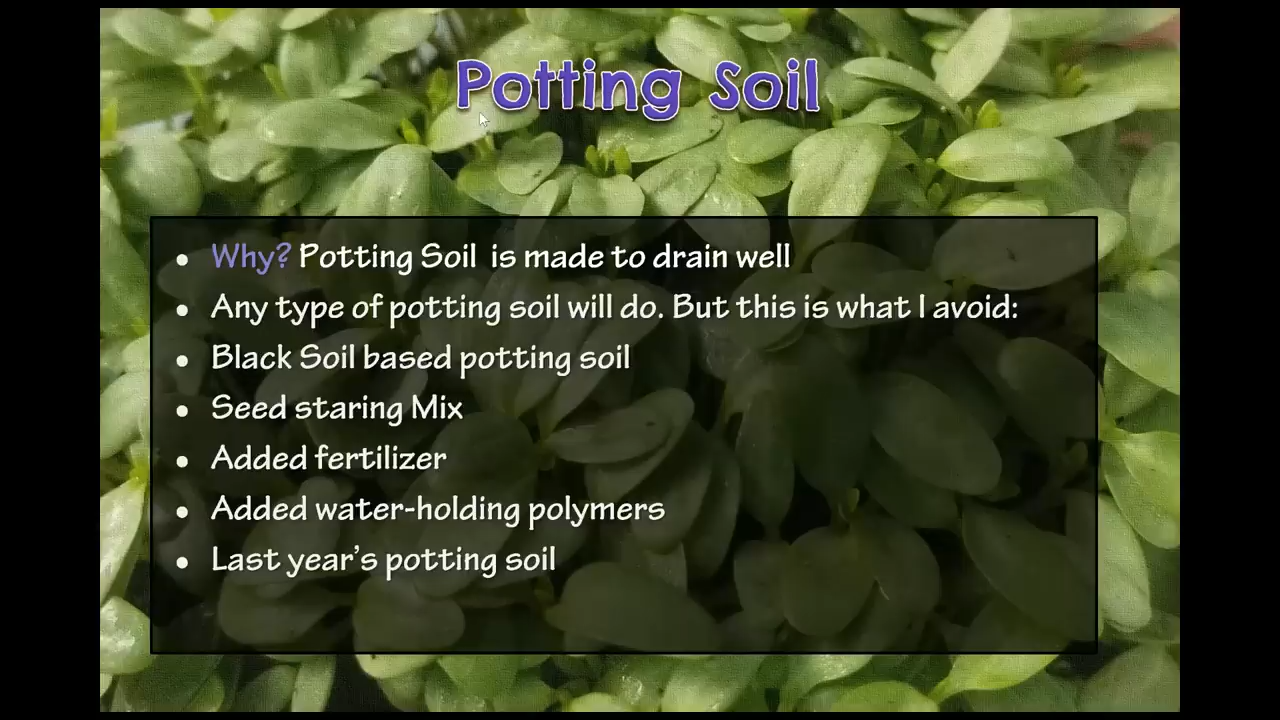 Potting Soil
• Why? Potting Soil is made to drain well
• Any type of potting soil will do. But this is what I avoid:
• Black Soil based potting soil
• Seed staring Mix
• Added fertilizer
• Added water-holding polymers
• Last year’s potting soil